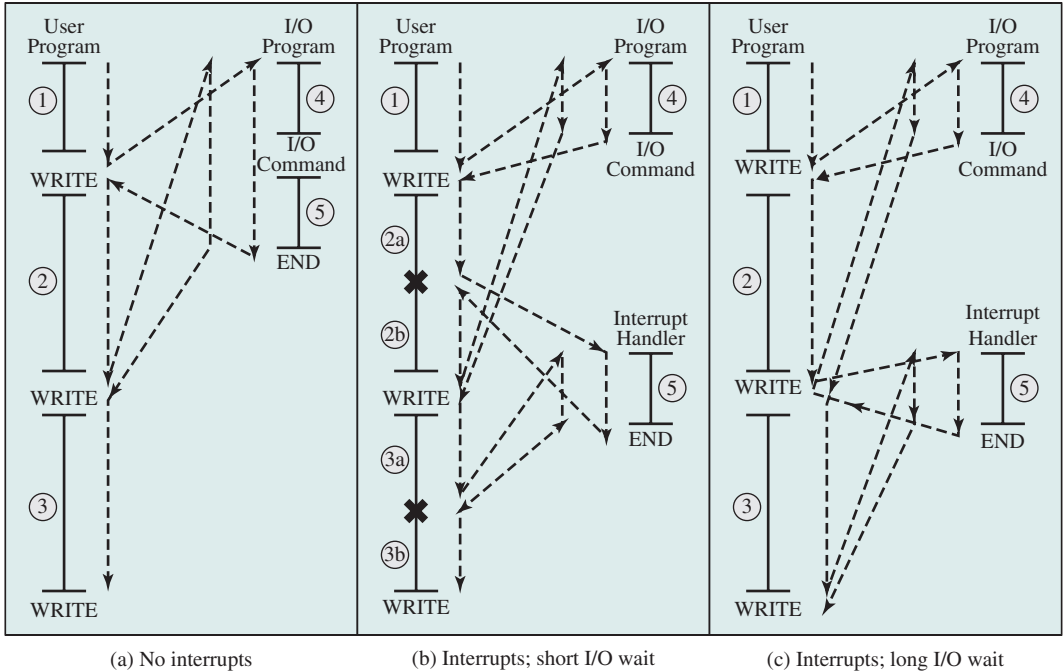 User
Program
I/O
Program
1
4
I/O
Command
WRITE
5
2
END
WRITE
3
WRITE
(a) No interrupts
User
Program
I/O
Program
1
4
I/O
Command
WRITE
2a
2b
Interrupt
Handler
WRITE
5
END
3a
3b
WRITE
(b) Interrupts; short I/O wait
User
Program
I/O
Program
1
4
I/O
Command
WRITE
2
Interrupt
Handler
WRITE
5
END
3
WRITE
(c) Interrupts; long I/O wait